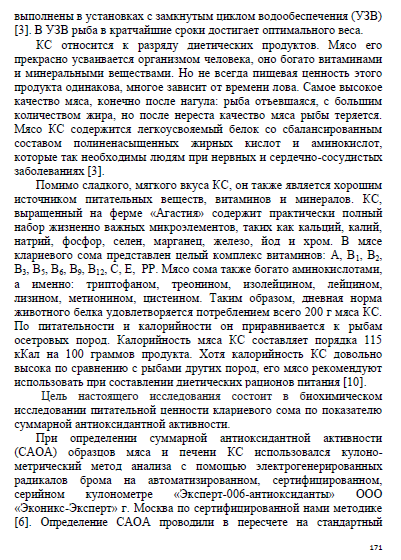 выполнены в установках с замкнутым циклом водообеспечения (УЗВ)
[3]. В УЗВ рыба в кратчайшие сроки достигает оптимального веса.
КС относится к разряду диетических продуктов. Мясо его
прекрасно усваивается организмом человека, оно богато витаминами
и минеральными веществами. Но не всегда пищевая ценность этого
продукта одинакова, многое зависит от времени лова. Самое высокое
качество мяса, конечно после нагула: рыба отъевшаяся, с большим
количеством жира, но после нереста качество мяса рыбы теряется.
Мясо КС содержится легкоусвояемый белок со сбалансированным
составом полиненасыщенных жирных кислот и аминокислот,
которые так необходимы людям при нервных и сердечно-сосудистых
заболеваниях [3].
Помимо сладкого, мягкого вкуса КС, он также является хорошим
источником питательных веществ, витаминов и минералов. КС,
выращенный на ферме «Агастия» содержит практически полный
набор жизненно важных микроэлементов, таких как кальций, калий,
натрий, фосфор, селен, марганец, железо, йод и хром. В мясе
клариевого сома представлен целый комплекс витаминов: А, В₁, В₂,
В₃, В₅, В₆, В₉, В₁₂, С, Е, РР. Мясо сома также богато аминокислотами,
а именно: триптофаном, треонином, изолейцином, лейцином,
лизином, метионином, цистеином. Таким образом, дневная норма
животного белка удовлетворяется потреблением всего 200 г мяса КС.
По питательности и калорийности он приравнивается к рыбам
осетровых пород. Калорийность мяса КС составляет порядка 115
кКал на 100 граммов продукта. Хотя калорийность КС довольно
высока по сравнению с рыбами других пород, его мясо рекомендуют
использовать при составлении диетических рационов питания [10].
Цель настоящего исследования состоит в биохимическом
исследовании питательной ценности клариевого сома по показателю
суммарной антиоксидантной активности.
При определении суммарной антиоксидантной активности
(САОА) образцов мяса и печени КС использовался кулоно-
метрический метод анализа с помощью электрогенерированных
радикалов брома на автоматизированном, сертифицированном,
серийном кулонометре «Эксперт-006-антиоксиданты» ООО
«Эконикс-Эксперт» г. Москва по сертифицированной нами методике
[6]. Определение САОА проводили в пересчете на стандартный
171